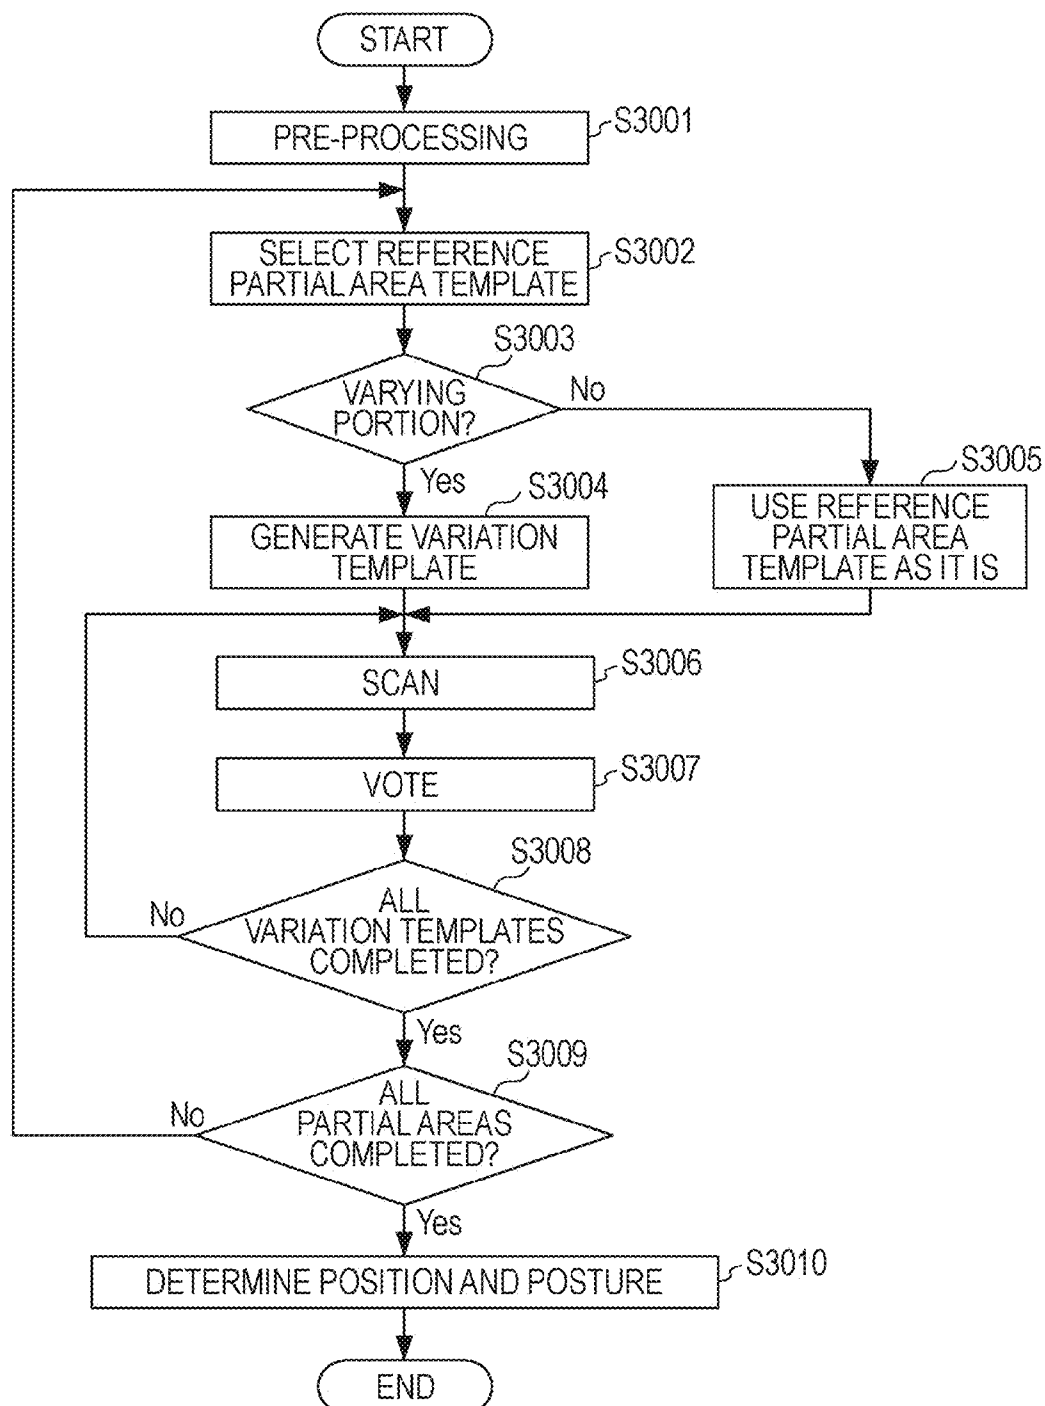 START
PRE-PROCESSING
S3001
SELECT REFERENCE
PARTIAL AREA TEMPLATE
S3002
S3003
VARYING
PORTION?
No
Yes
S3004
GENERATE VARIATION
TEMPLATE
S3005
USE REFERENCE
PARTIAL AREA
TEMPLATE AS IT IS
SCAN
S3006
VOTE
S3007
S3008
ALL
VARIATION TEMPLATES
COMPLETED?
No
Yes
S3009
ALL
PARTIAL AREAS
COMPLETED?
No
Yes
DETERMINE POSITION AND POSTURE
S3010
END